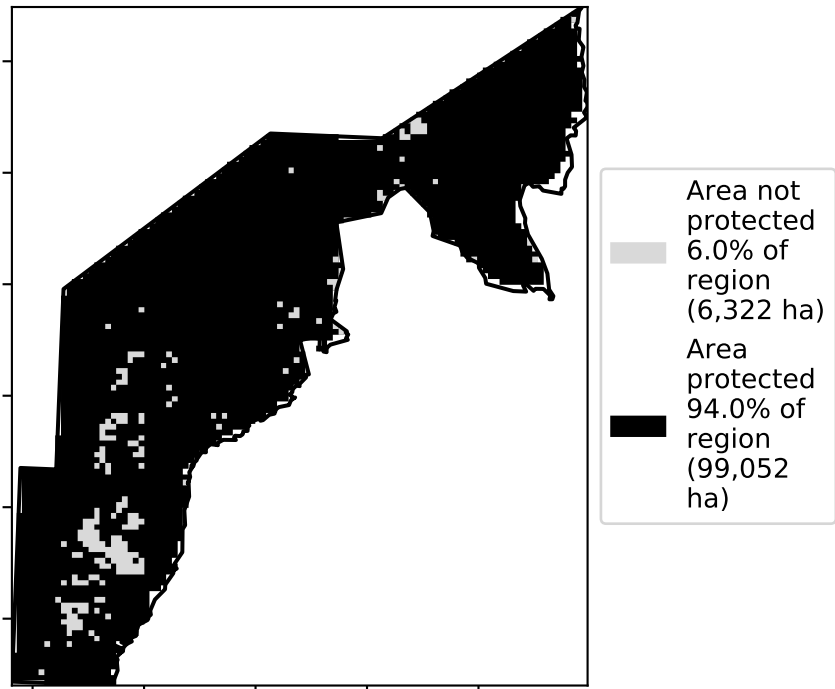 Area not
protected
6.0% of
region
(6,322 ha)
Area
protected
94.0% of
region
(99,052
ha)